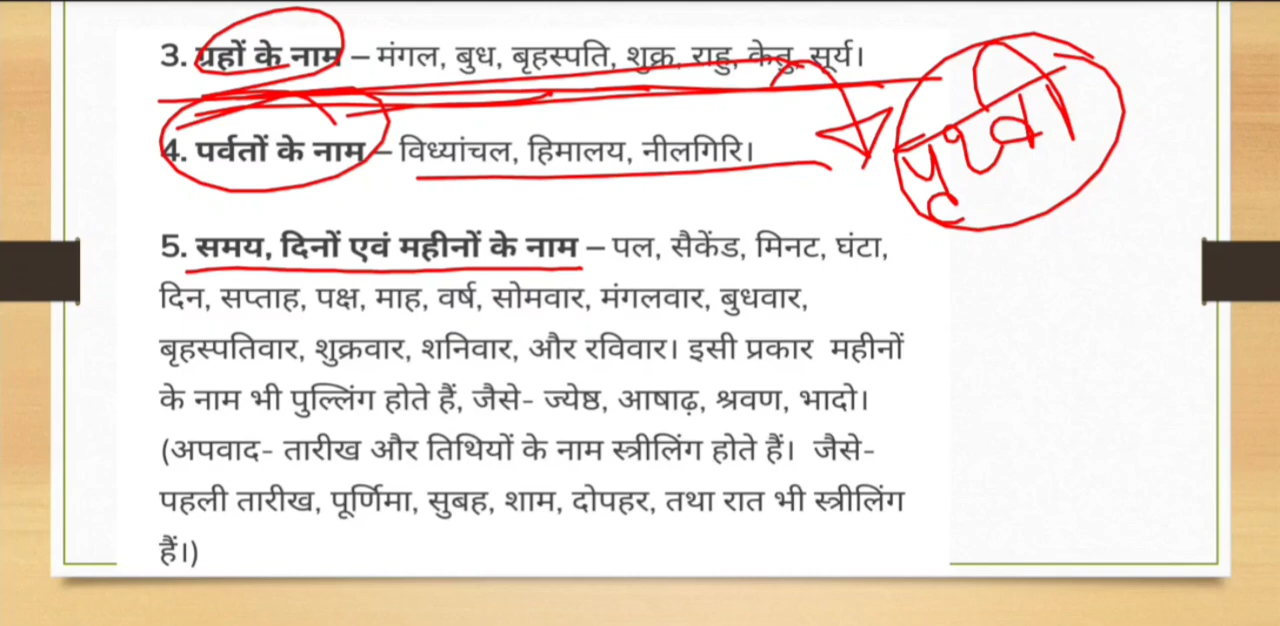 3. ग्रहों के नाम – मंगल, बुध, बृहस्पति, शुक्र, राहु, केतु, सूर्य।
पृथ्वी
4. पर्वतों के नाम – विध्यांचल, हिमालय, नीलगिरि।
5. समय, दिनों एवं महीनों के नाम – पल, सैकेंड, मिनट, घंटा,
दिन, सप्ताह, पक्ष, माह, वर्ष, सोमवार, मंगलवार, बुधवार,
बृहस्पतिवार, शुक्रवार, शनिवार, और रविवार। इसी प्रकार महीनों
के नाम भी पुल्लिंग होते हैं, जैसे- ज्येष्ठ, आषाढ़, श्रवण, भादो।
(अपवाद- तारीख और तिथियों के नाम स्त्रीलिंग होते हैं। जैसे-
पहली तारीख, पूर्णिमा, सुबह, शाम, दोपहर, तथा रात भी स्त्रीलिंग
हैं।)